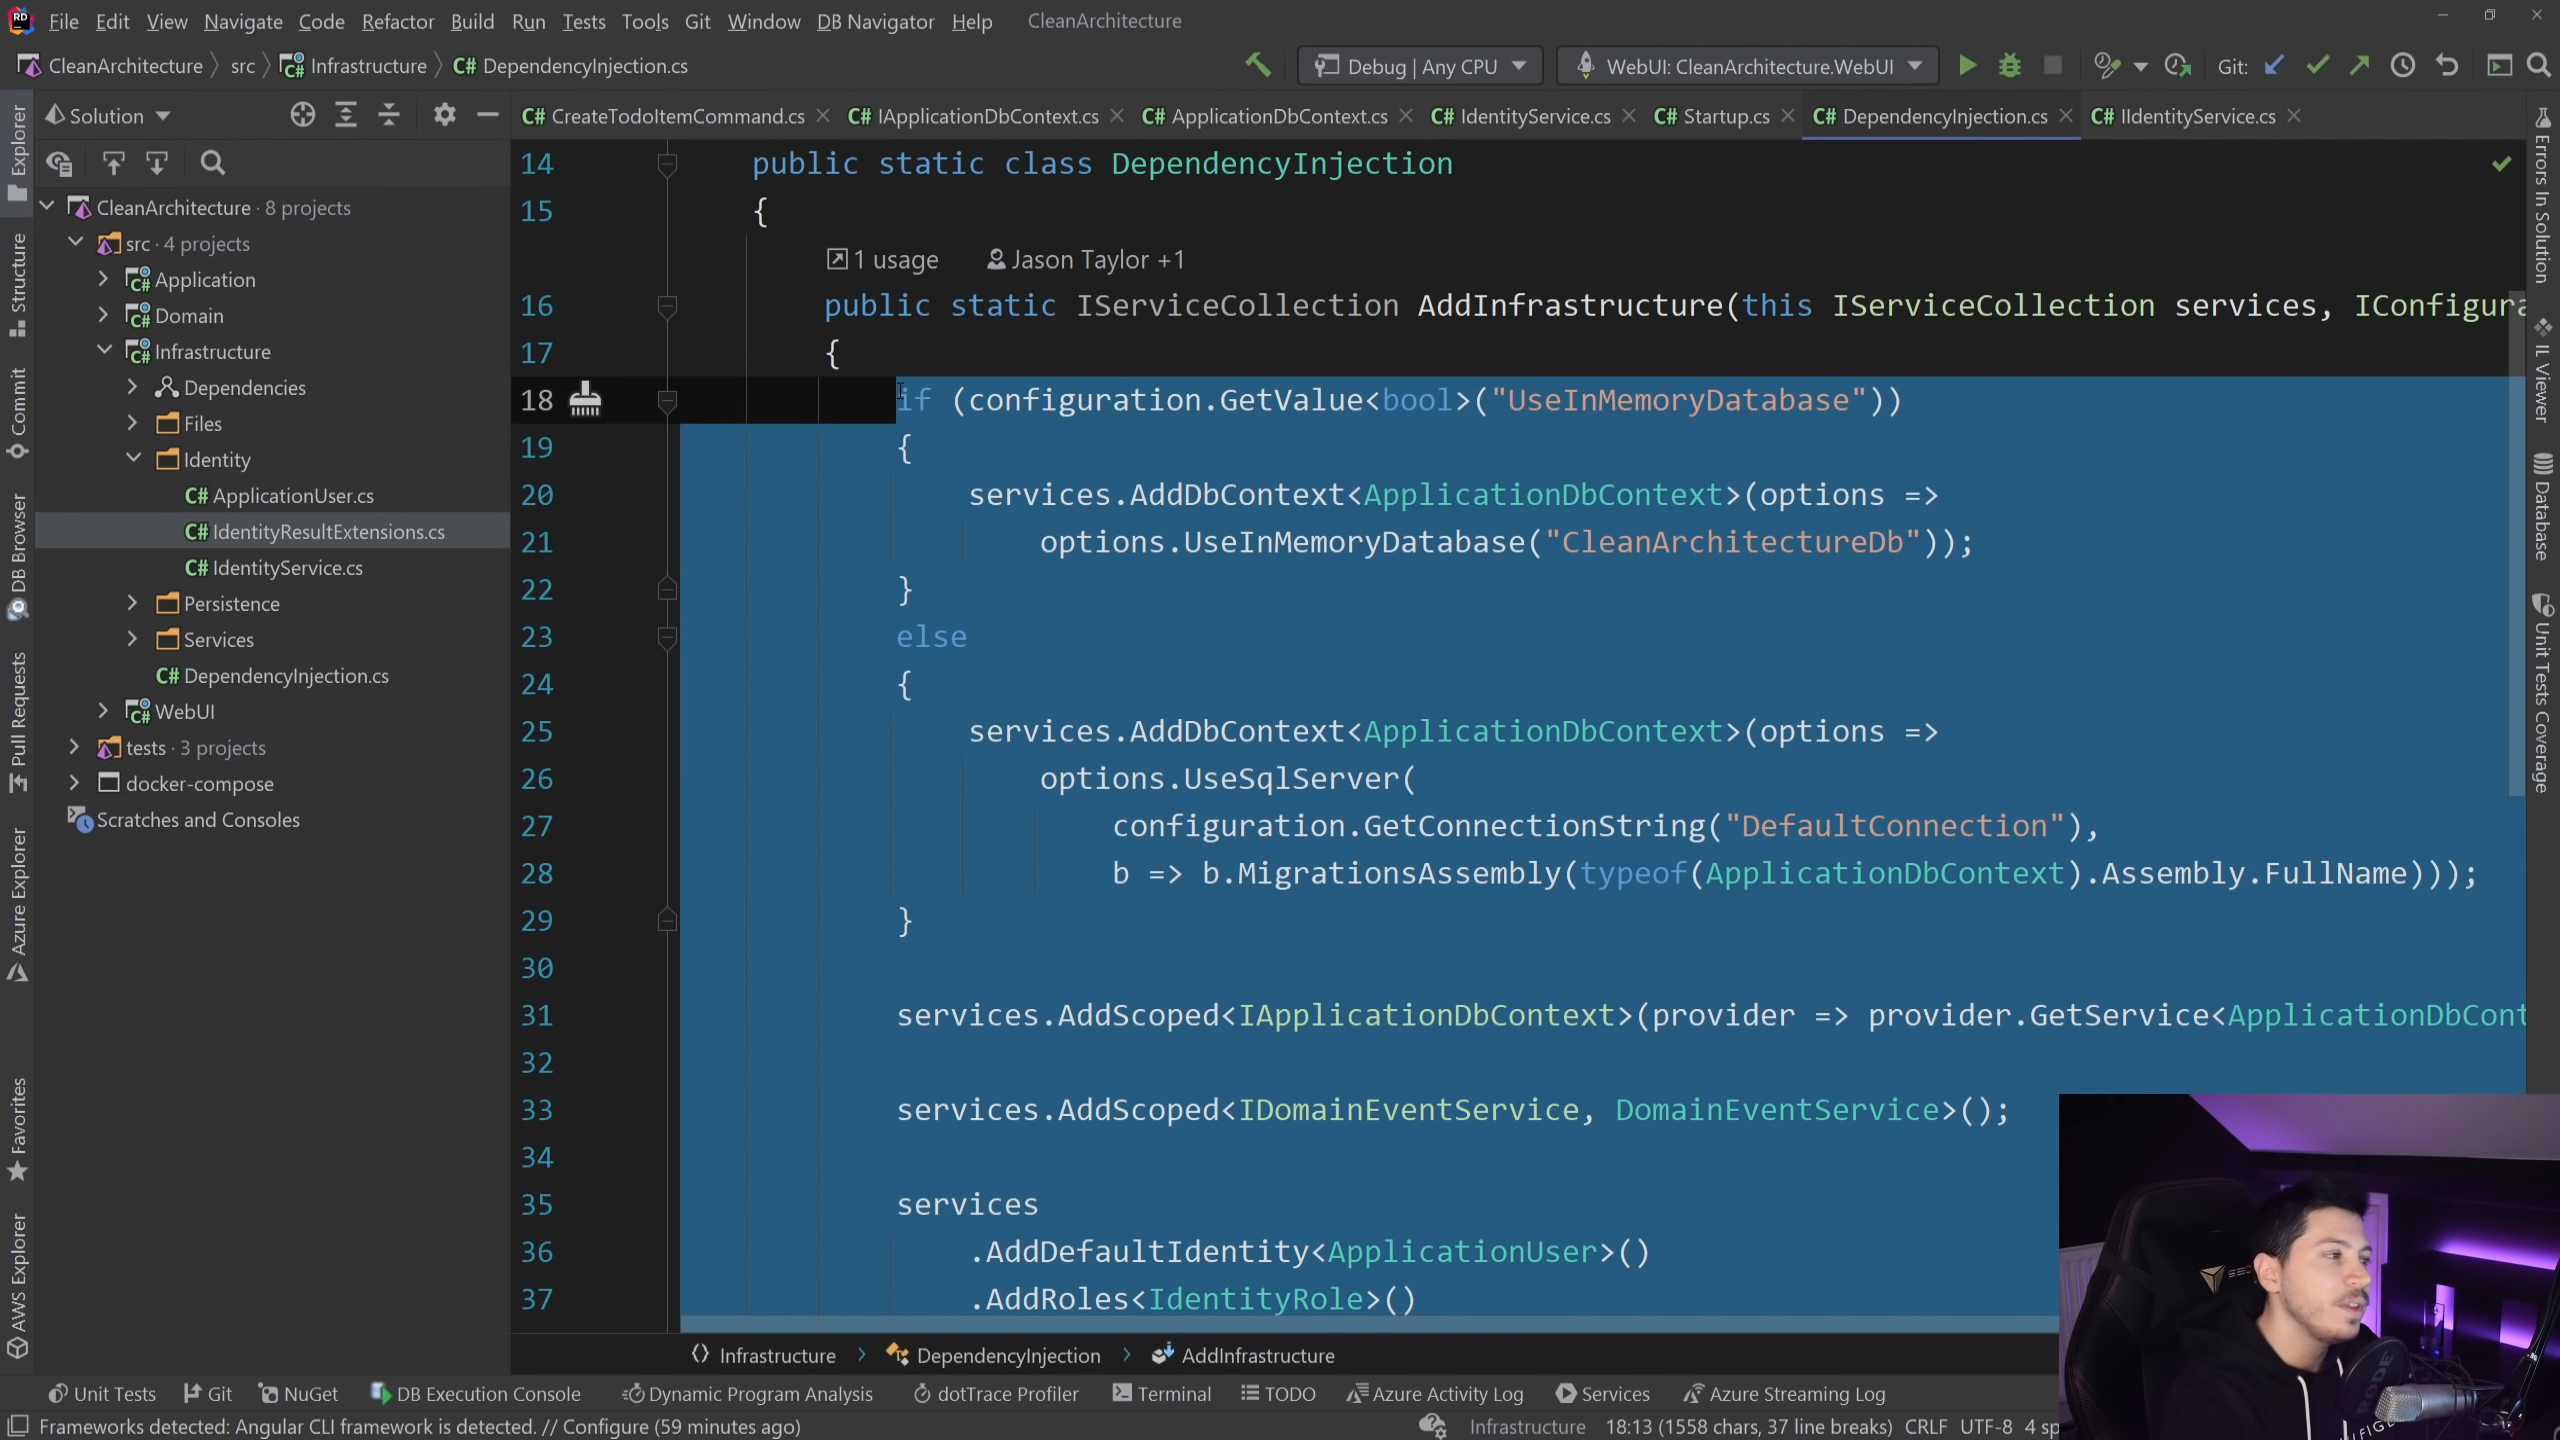 File Edit View Navigate Code Refactor Build Run Tests Tools Git Window DB Navigator Help CleanArchitecture
CleanArchitecture src Infrastructure C# DependencyInjection.cs Debug | Any CPU WebUI: CleanArchitecture.WebUI Git:
Solution
C# CreateTodoItemCommand.cs C# IApplicationDbContext.cs C# ApplicationDbContext.cs C# IdentityService.cs C# Startup.cs C# DependencyInjection.cs C# IIdentityService.cs
CleanArchitecture · 8 projects
src · 4 projects
Application
Domain
Infrastructure
Dependencies
Files
Identity
C# ApplicationUser.cs
C# IdentityResultExtensions.cs
C# IdentityService.cs
Persistence
Services
C# DependencyInjection.cs
WebUI
tests · 3 projects
docker-compose
Scratches and Consoles
Explorer
Structure
Commit
DB Browser
Pull Requests
Azure Explorer
Favorites
AWS Explorer
14 public static class DependencyInjection
15 {
1 usage Jason Taylor +1
16 public static IServiceCollection AddInfrastructure(this IServiceCollection services, IConfigura
17 {
18 if (configuration.GetValue<bool>("UseInMemoryDatabase"))
19 {
20 services.AddDbContext<ApplicationDbContext>(options =>
21 options.UseInMemoryDatabase("CleanArchitectureDb"));
22 }
23 else
24 {
25 services.AddDbContext<ApplicationDbContext>(options =>
26 options.UseSqlServer(
27 configuration.GetConnectionString("DefaultConnection"),
28 b => b.MigrationsAssembly(typeof(ApplicationDbContext).Assembly.FullName)));
29 }
30
31 services.AddScoped<IApplicationDbContext>(provider => provider.GetService<ApplicationDbCont
32
33 services.AddScoped<IDomainEventService, DomainEventService>();
34
35 services
36 .AddDefaultIdentity<ApplicationUser>()
37 .AddRoles<IdentityRole>()
Errors In Solution
IL Viewer
Database
Unit Tests Coverage
Infrastructure DependencyInjection AddInfrastructure
Unit Tests Git NuGet DB Execution Console Dynamic Program Analysis dotTrace Profiler Terminal TODO Azure Activity Log Services Azure Streaming Log
Frameworks detected: Angular CLI framework is detected. // Configure (59 minutes ago) Infrastructure 18:13 (1558 chars, 37 line breaks) CRLF UTF-8 4 sp